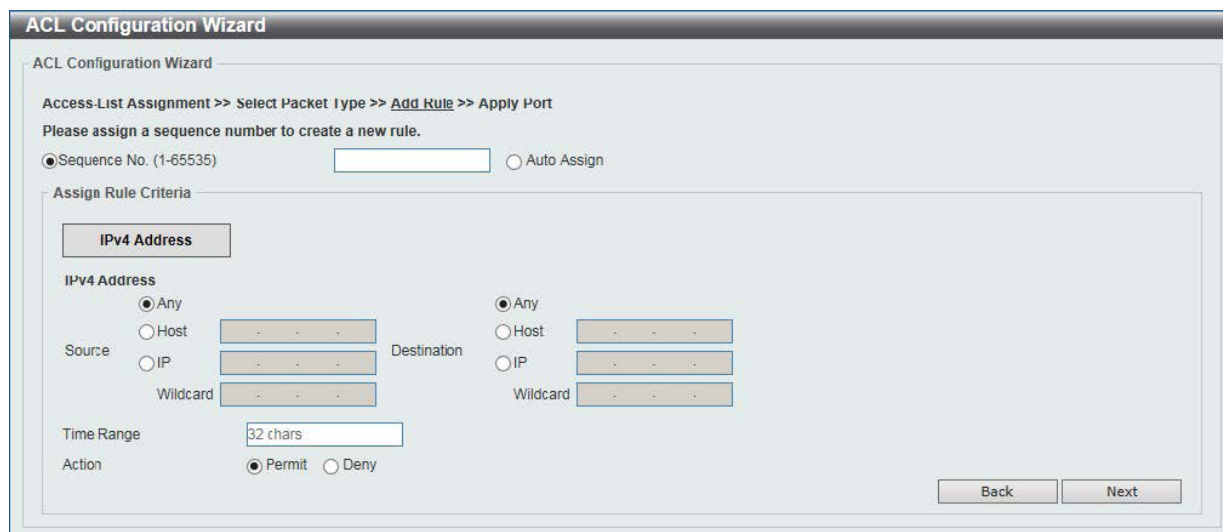 ACL Configuration Wizard
ACL Configuration Wizard
Access-List Assignment >> Select Packet Type >> Add Rule >> Apply Port
Please assign a sequence number to create a new rule.
Sequence No. (1-65535) Auto Assign
Assign Rule Criteria
IPv4 Address
IPv4 Address
Any Any
Host Host
Source IP Destination IP
Wildcard Wildcard
Time Range 32 chars
Action Permit Deny
Back Next